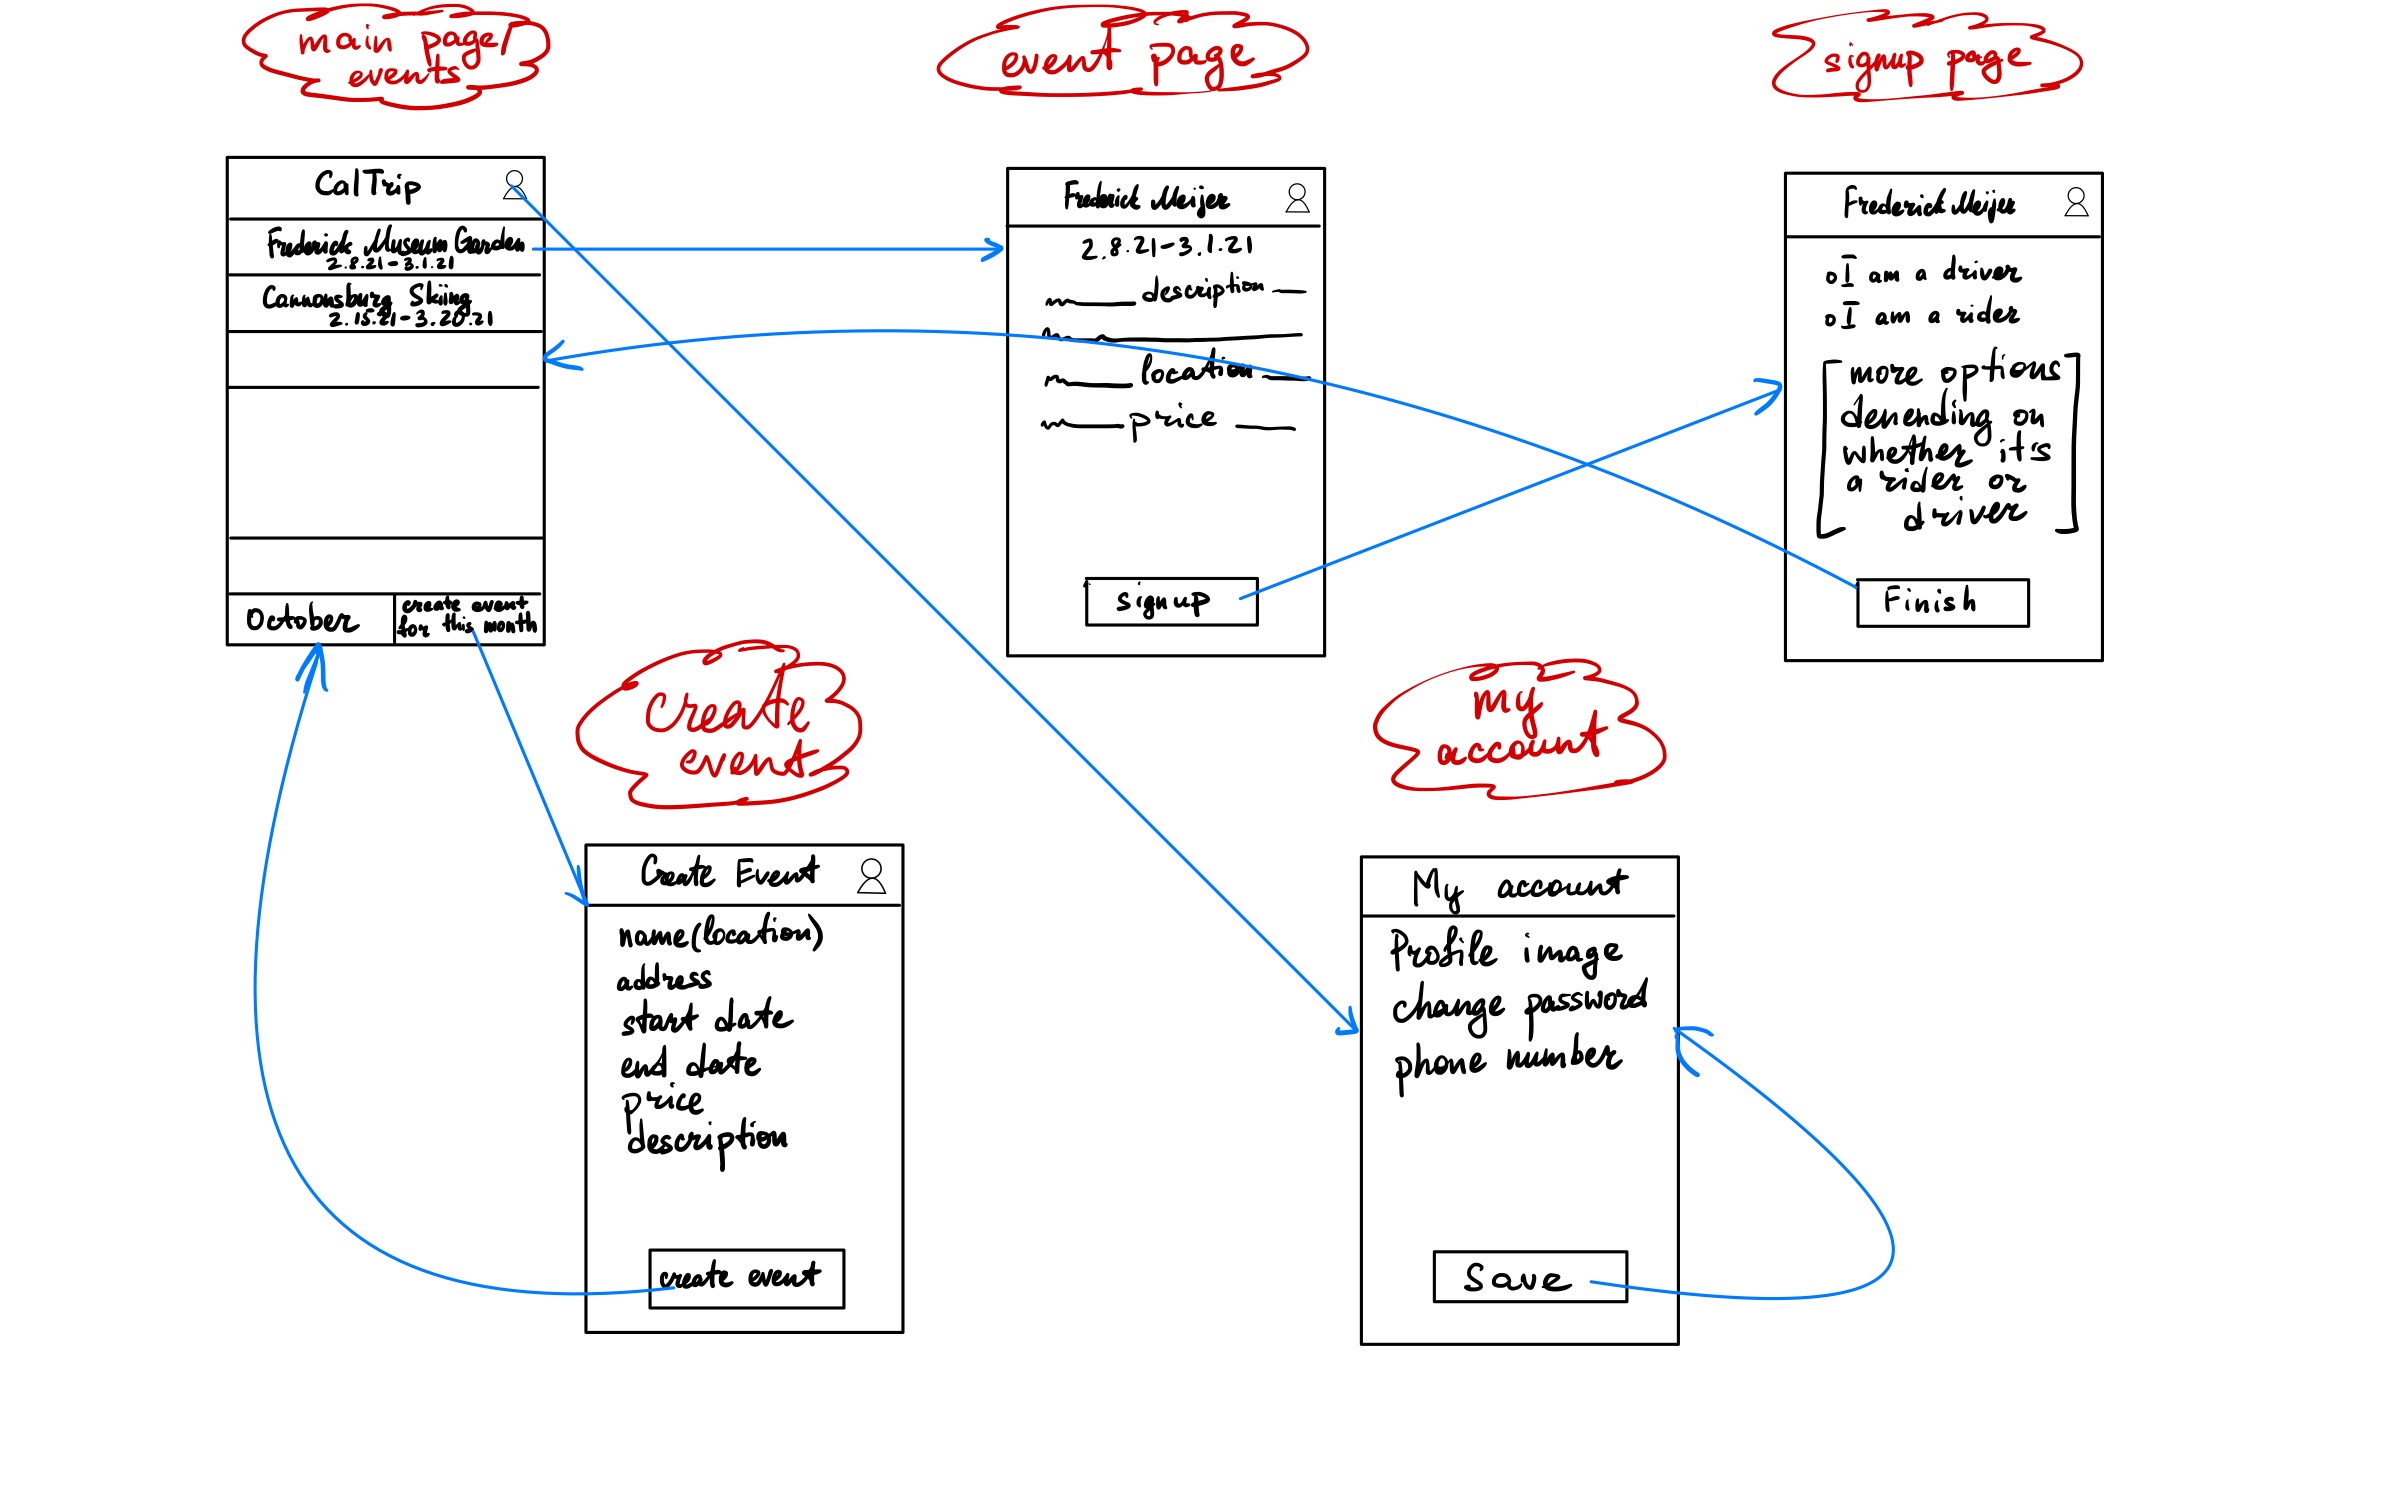 main page/
events
event page
signup page
CalTrip
Frederick Museum Garden
2.8.21-3.1.21
Cannonsburg Skiing
2.15.21-3.20.21
October
create event
for this month
Frederick Meijer
2.8.21-3.1.21
description
location
price
signup
Frederick Meijer
I am a driver
I am a rider
more options
denending on
whether it's
a rider or
driver
Finish
create
event
Create Event
name(location)
address
start date
end date
price
description
create event
my
account
My account
Profile image
change password
phone number
Save